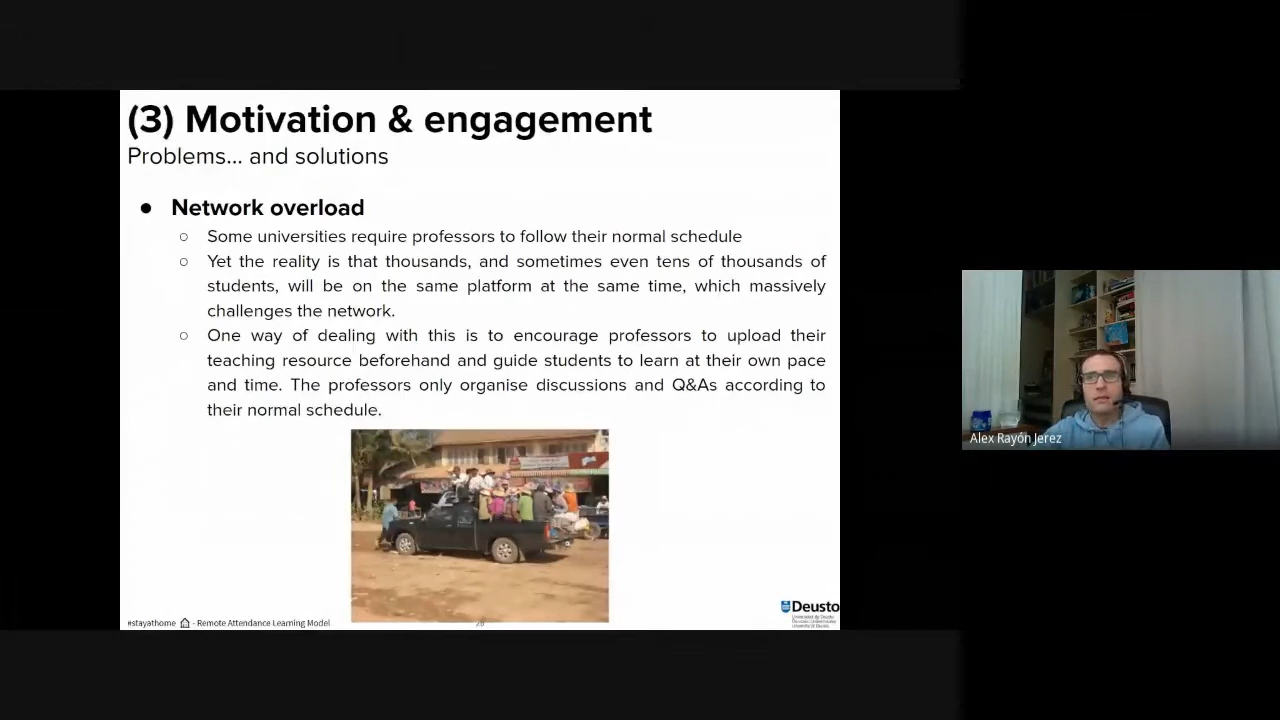 (3) Motivation & engagement
Problems... and solutions
● Network overload
○ Some universities require professors to follow their normal schedule
○ Yet the reality is that thousands, and sometimes even tens of thousands of
students, will be on the same platform at the same time, which massively
challenges the network.
○ One way of dealing with this is to encourage professors to upload their
teaching resource beforehand and guide students to learn at their own pace
and time. The professor only organise discussions and Q&As according to
their normal schedule.
#stayathome - Remote Attendance Learning Model
Deusto
Alex Rayón Jerez